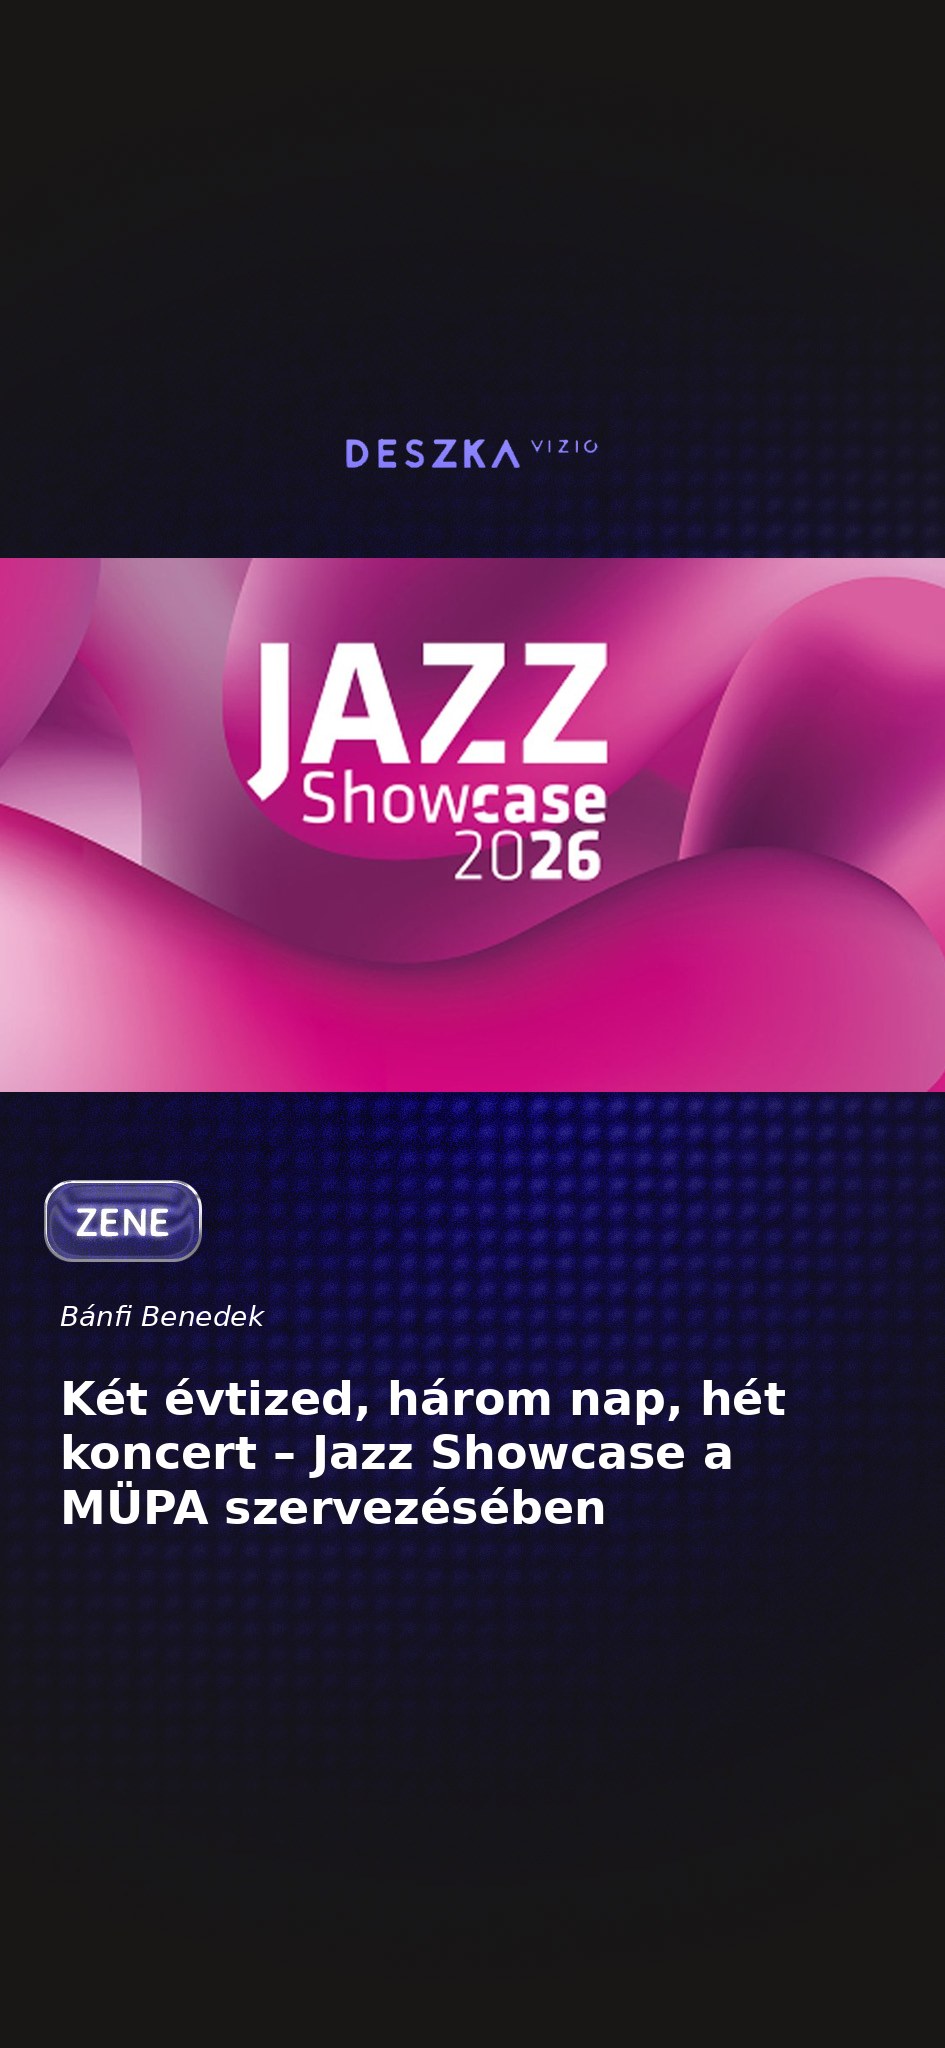 DESZKA VIZIO
JAZZ
Showcase
2026
ZENE
Bánfi Benedek
Két évtized, három nap, hét
koncert – Jazz Showcase a
MÜPA szervezésében